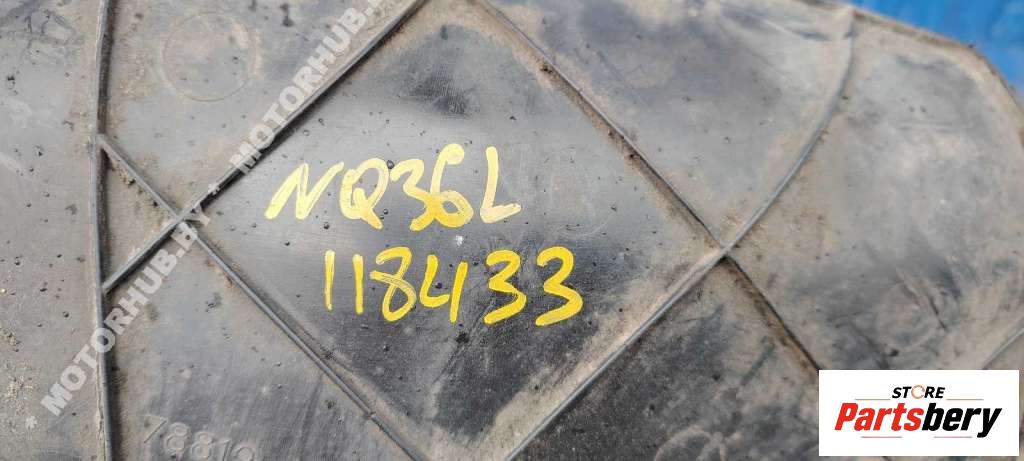 MOTORHUB.BY
MOTORHUB.BY
NQ36L
118433
STORE
Partsbery